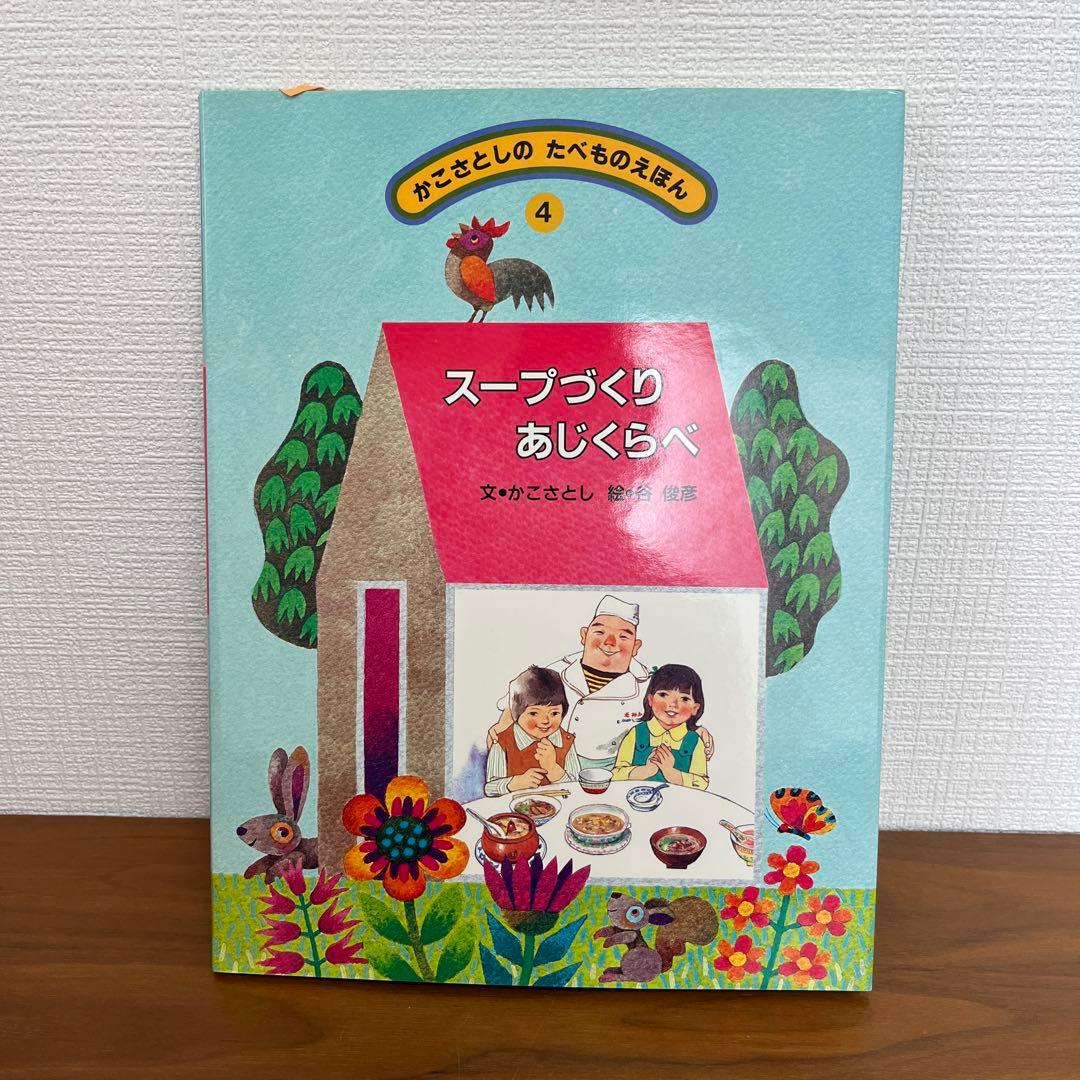 かこさとしの たべものえほん
4
スープづくり
あじくらべ
文●かこさとし 絵●谷 俊彦